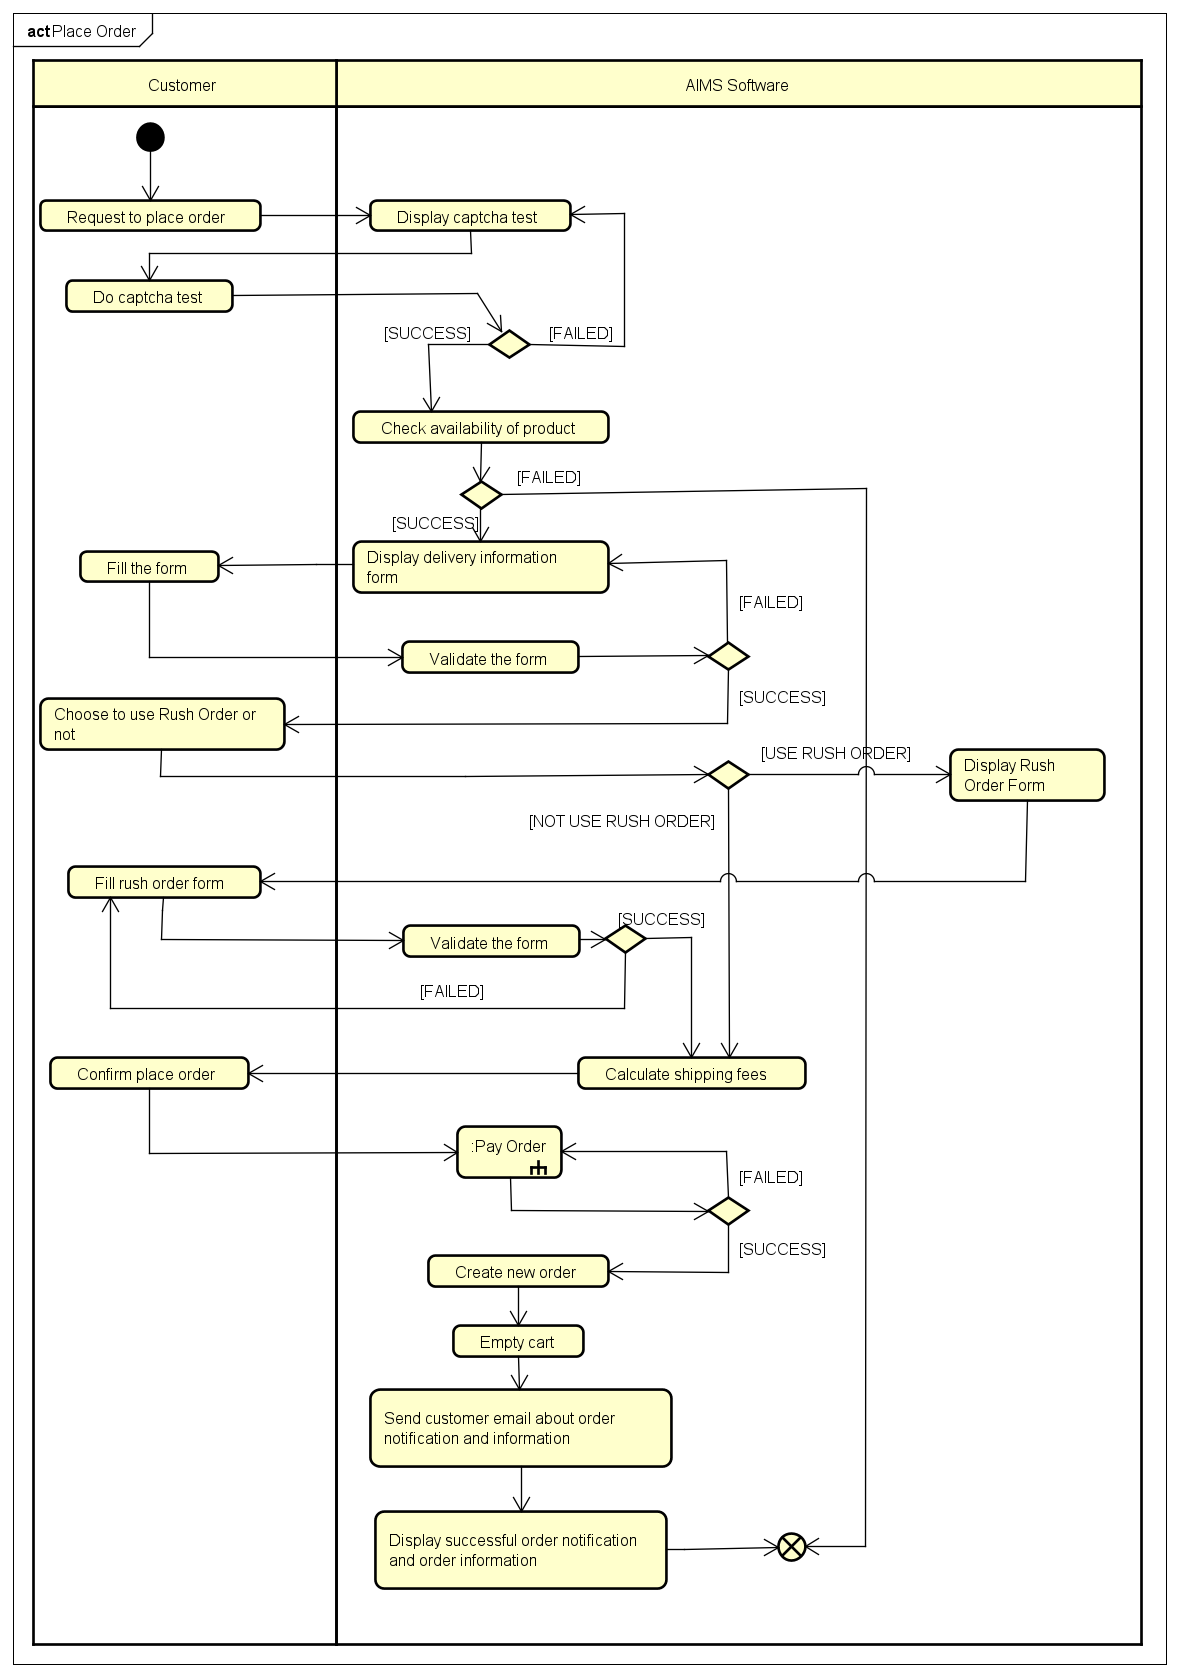 act Place Order
Customer
AIMS Software
Request to place order
Display captcha test
Do captcha test
[SUCCESS]
[FAILED]
Check availability of product
[FAILED]
[SUCCESS]
Display delivery information
form
Fill the form
[FAILED]
Validate the form
[SUCCESS]
Choose to use Rush Order or
not
[USE RUSH ORDER]
Display Rush
Order Form
[NOT USE RUSH ORDER]
Fill rush order form
[SUCCESS]
Validate the form
[FAILED]
Confirm place order
Calculate shipping fees
:Pay Order
[FAILED]
[SUCCESS]
Create new order
Empty cart
Send customer email about order
notification and information
Display successful order notification
and order information